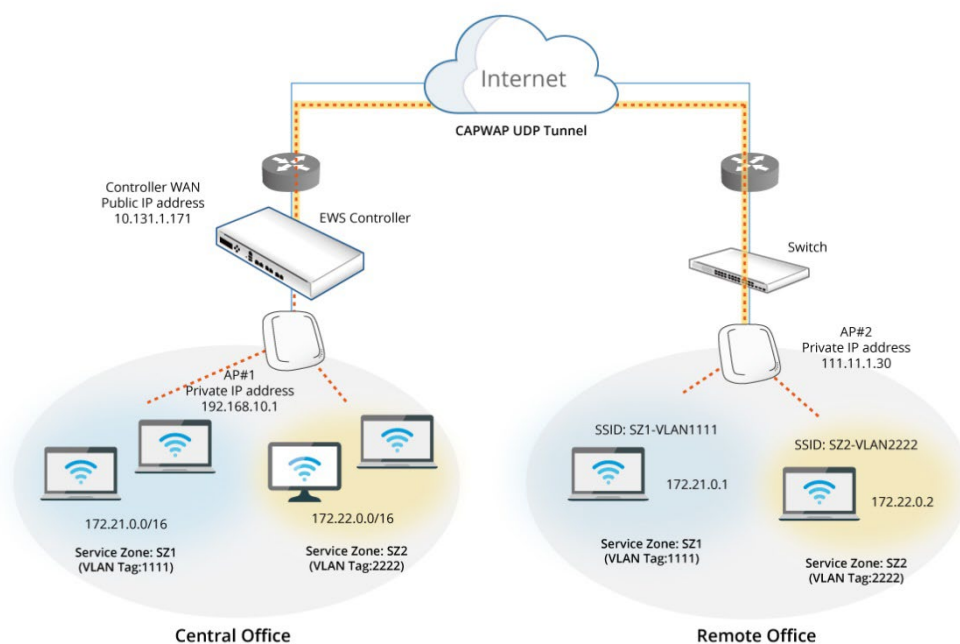 Internet
CAPWAP UDP Tunnel
Controller WAN
Public IP address
10.131.1.171
EWS Controller
Switch
AP#1
Private IP address
192.168.10.1
AP#2
Private IP address
111.11.1.30
172.21.0.0/16
Service Zone: SZ1
(VLAN Tag:1111)
172.22.0.0/16
Service Zone: SZ2
(VLAN Tag:2222)
SSID: SZ1-VLAN1111
172.21.0.1
Service Zone: SZ1
(VLAN Tag:1111)
SSID: SZ2-VLAN2222
172.22.0.2
Service Zone: SZ2
(VLAN Tag:2222)
Central Office
Remote Office